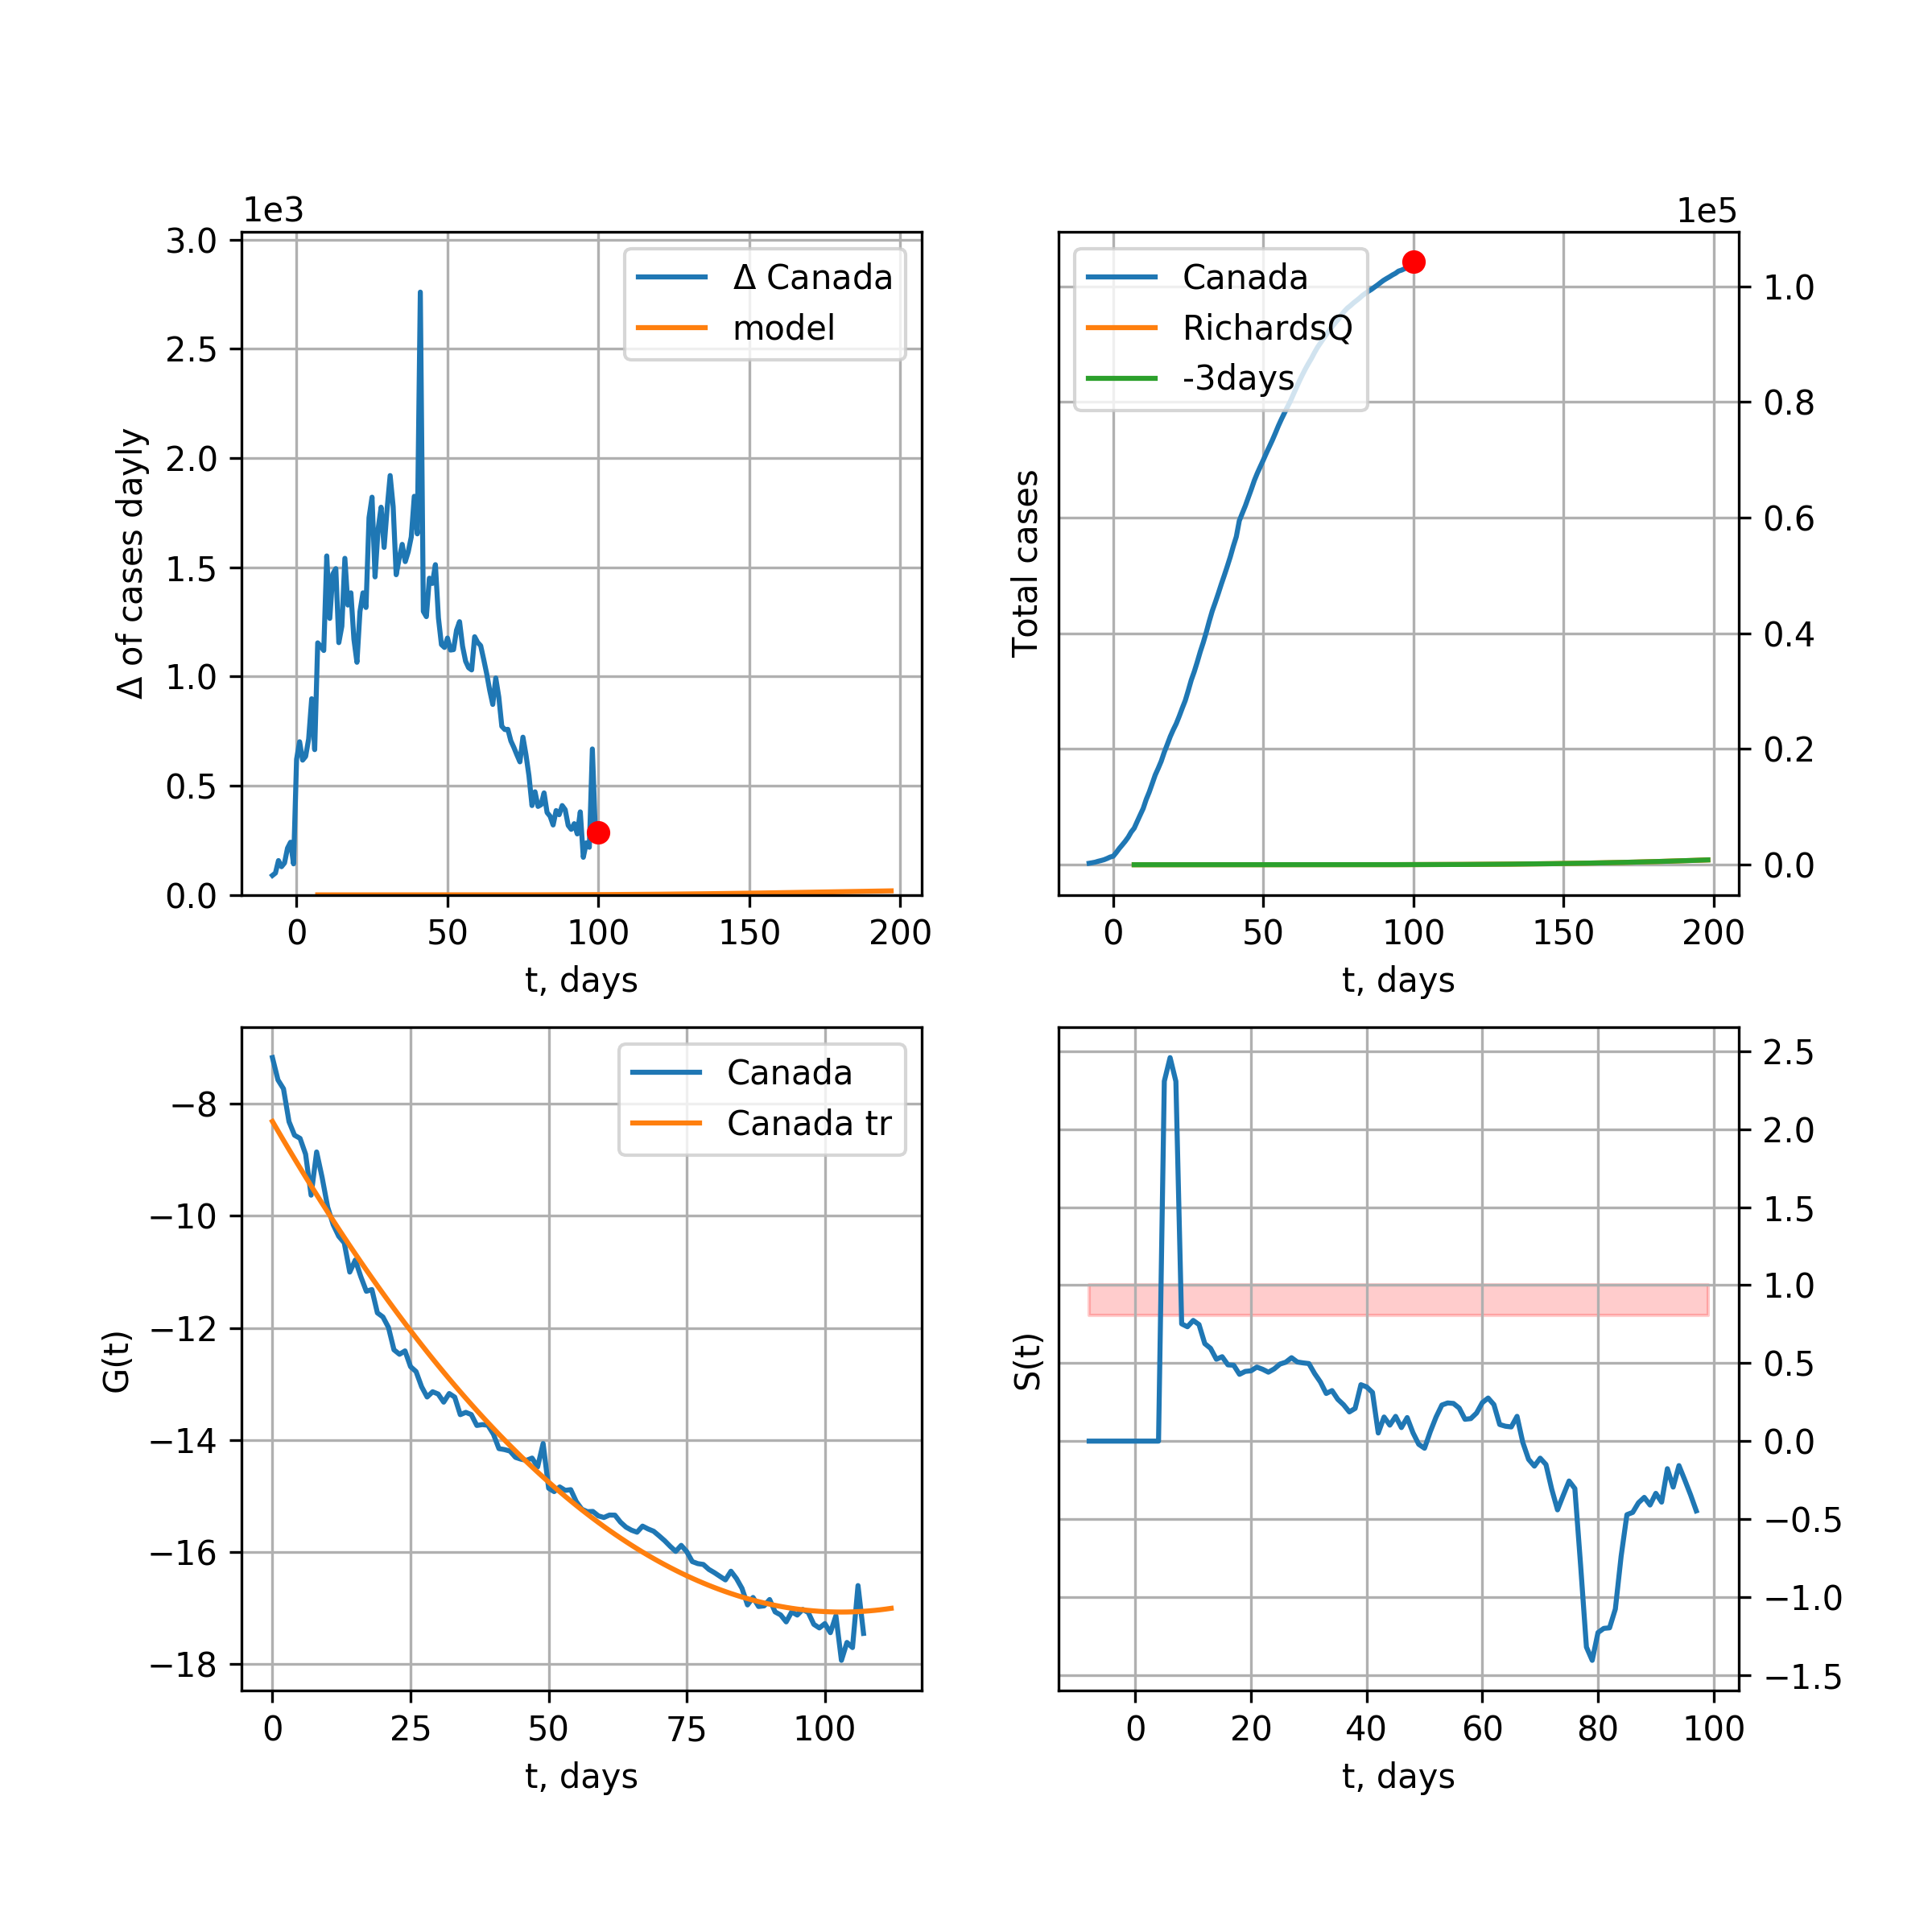 1e3
3.0
2.5
2.0
1.5
1.0
0.5
0.0
Δ of cases dayly
Δ Canada
model
0 50 100 150 200
t, days
1e5
Canada
RichardsQ
-3days
Total cases
1.0
0.8
0.6
0.4
0.2
0.0
0 50 100 150 200
t, days
G(t)
−8
−10
−12
−14
−16
−18
Canada
Canada tr
0 25 50 75 100
t, days
S(t)
2.5
2.0
1.5
1.0
0.5
0.0
−0.5
−1.0
−1.5
0 20 40 60 80 100
t, days